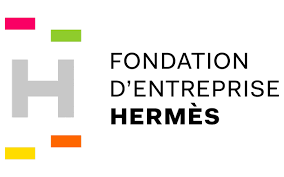 H
FONDATION
D'ENTREPRISE
HERMÈS